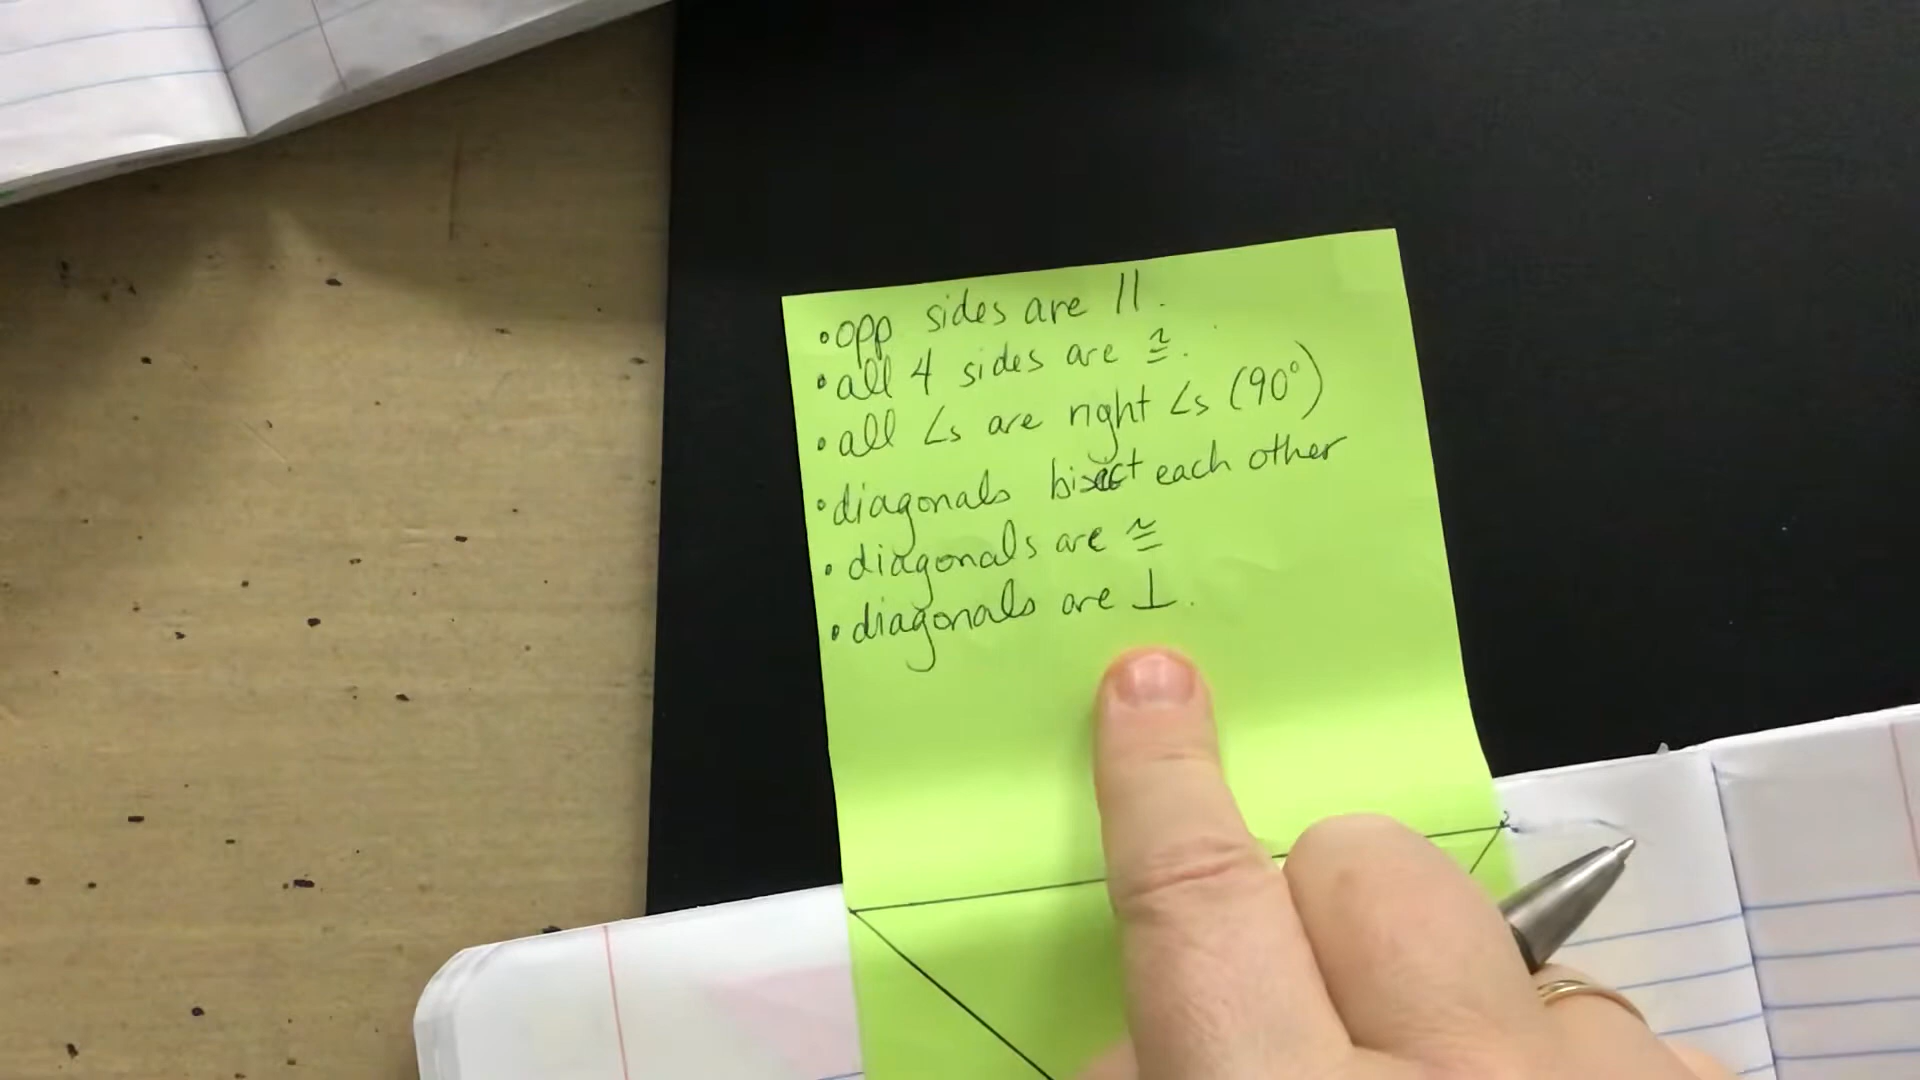 • opp sides are ||.
• all 4 sides are ≅.
• all ∠s are right ∠s (90°)
• diagonals bisect each other
• diagonals are ≅
• diagonals are ⊥.